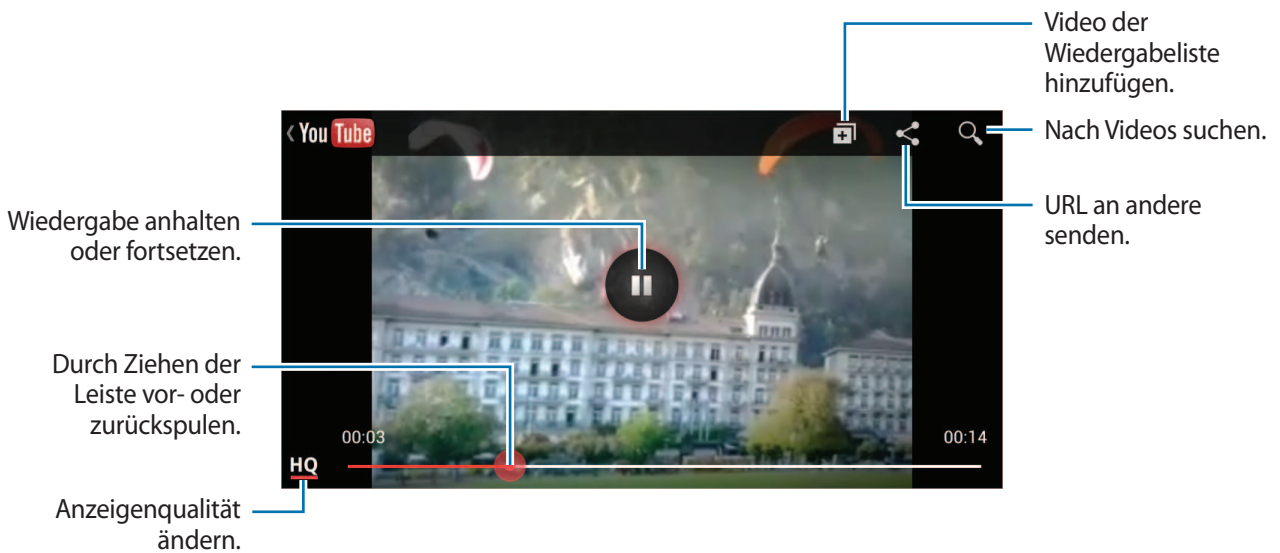 Video der
Wiedergabeliste
hinzufügen.
You Tube
Nach Videos suchen.
URL an andere
senden.
Wiedergabe anhalten
oder fortsetzen.
Durch Ziehen der
Leiste vor- oder
zurückspulen.
00:03
00:14
HQ
Anzeigenqualität
ändern.